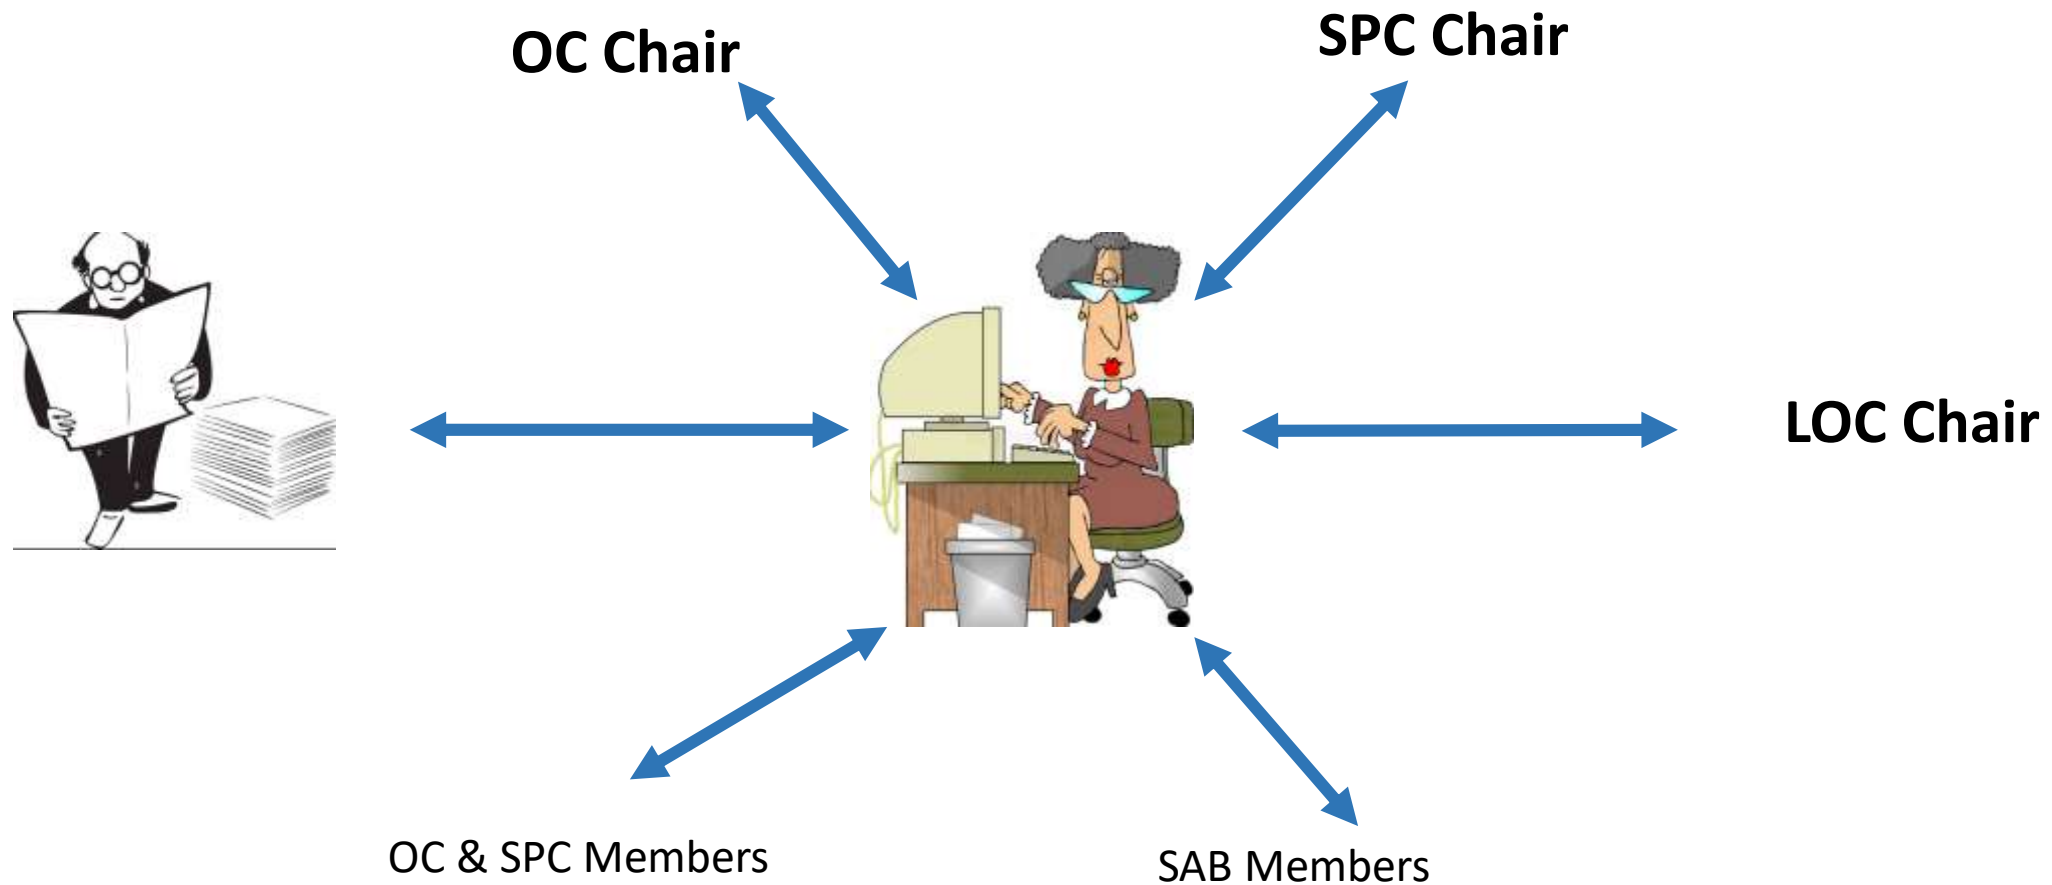 OC Chair
SPC Chair
LOC Chair
OC & SPC Members
SAB Members